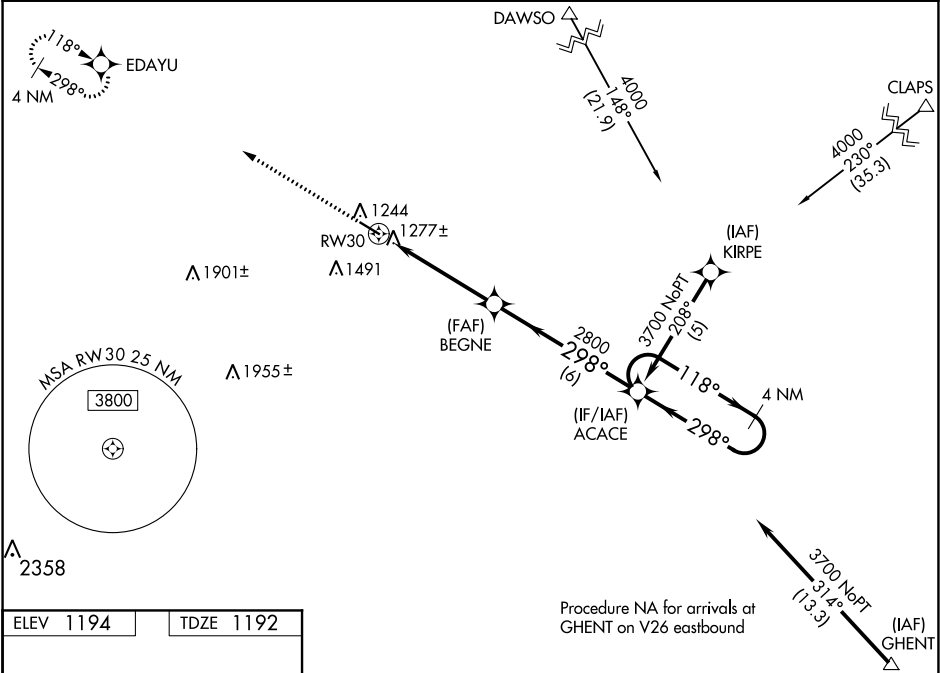 DAWSO
4000
148°
(21.9)
CLAPS
4000
230°
(35.3)
118°
298°
4 NM
EDAYU
1244
1277±
RW30
1491
1901±
(IAF)
KIRPE
3700 NoPT
208°
(5)
(FAF)
BEGNE
2800
298°
(6)
118°
4 NM
298°
(IF/IAF)
ACACE
1955±
MSA RW30 25 NM
3800
2358
3700 NoPT
314°
(13.3)
(IAF)
GHENT
Procedure NA for arrivals at
GHENT on V26 eastbound
ELEV 1194
TDZE 1192